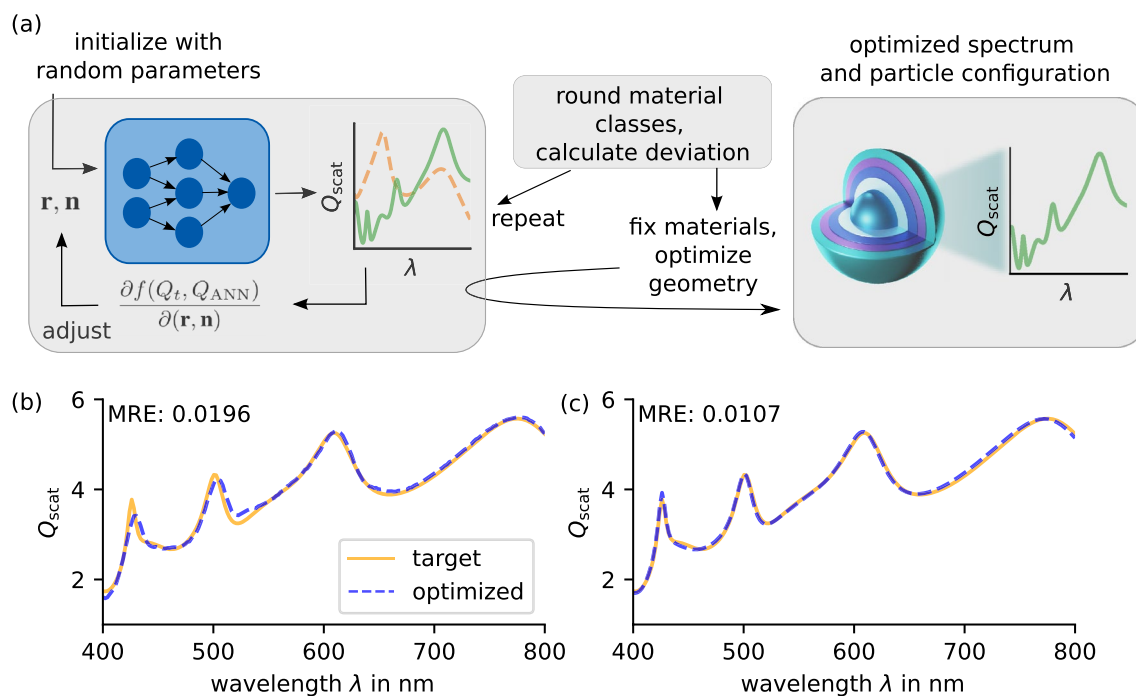 (a)
initialize with
random parameters
r, n
Q_scat
λ
∂f(Q_t, Q_ANN)
∂(r, n)
adjust
round material
classes,
calculate deviation
repeat
fix materials,
optimize
geometry
optimized spectrum
and particle configuration
Q_scat
λ
(b)
MRE: 0.0196
6
4
2
Q_scat
target
optimized
400
500
600
700
800
wavelength λ in nm
(c)
MRE: 0.0107
6
4
2
Q_scat
400
500
600
700
800
wavelength λ in nm